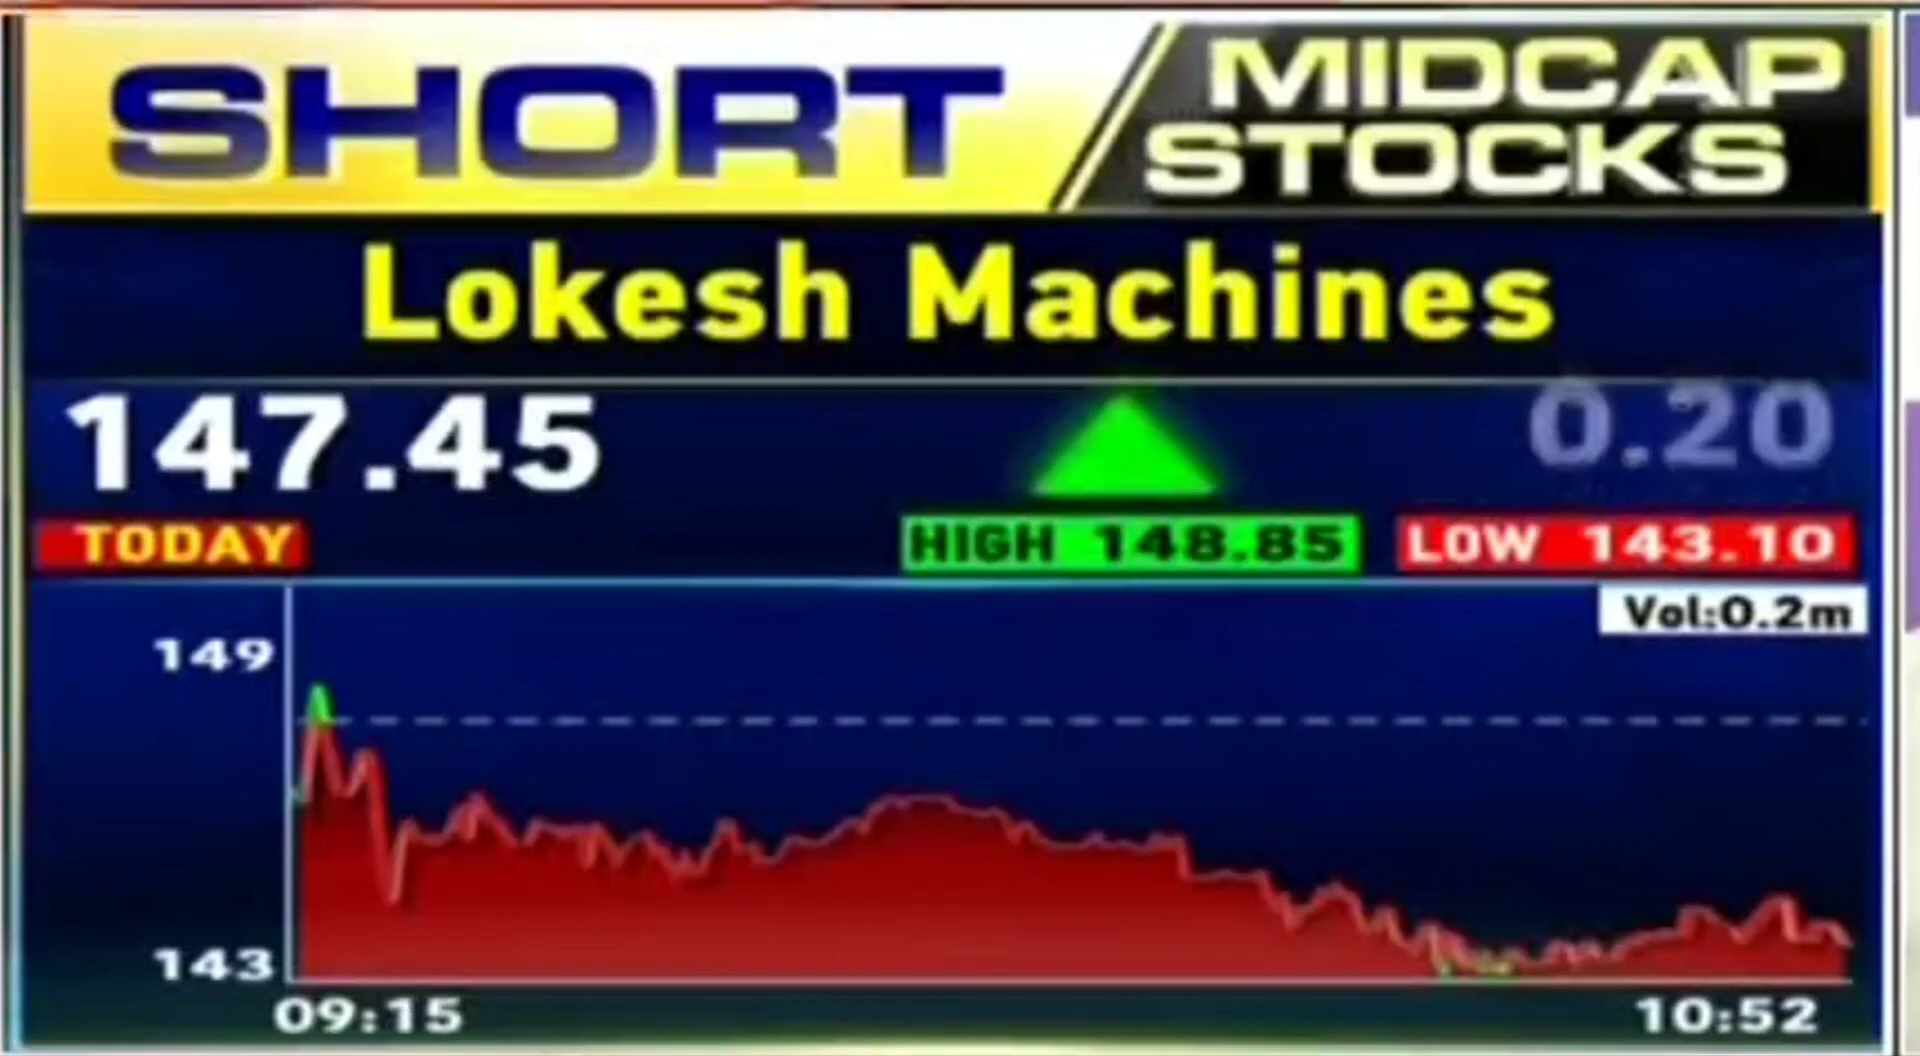 SHORT
MIDCAP
STOCKS
Lokesh Machines
147.45
0.20
TODAY
HIGH 148.85
LOW 143.10
Vol:0.2m
149
143
09:15
10:52